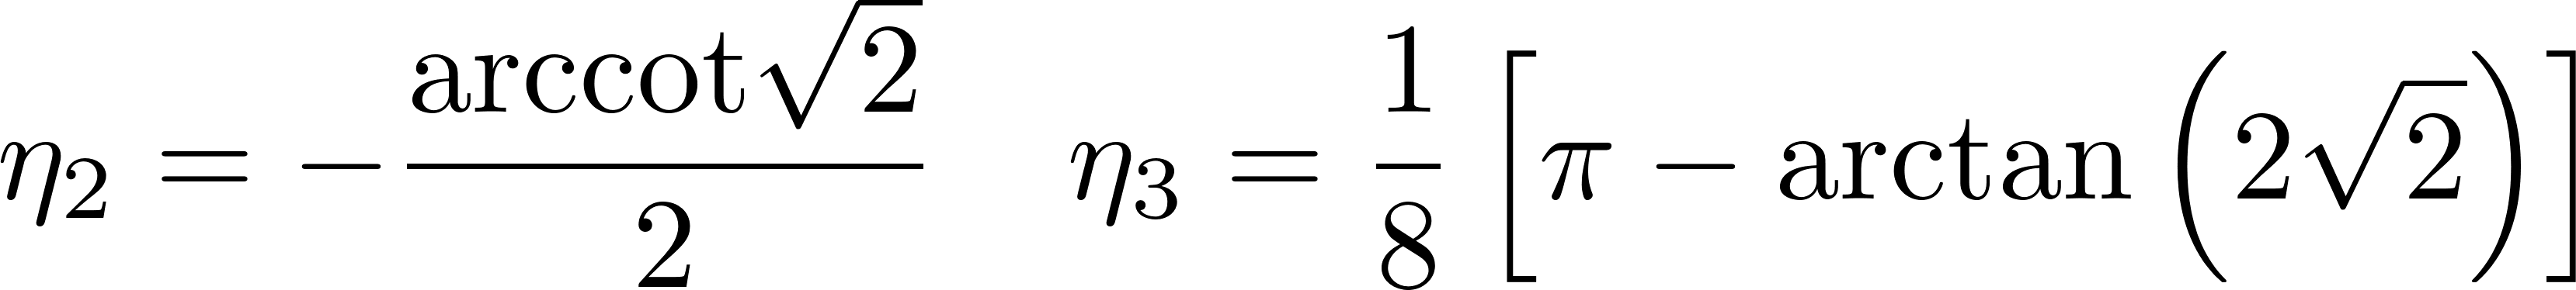 η₂ = − arccot√2 / 2   η₃ = 1/8 [π − arctan (2√2)]